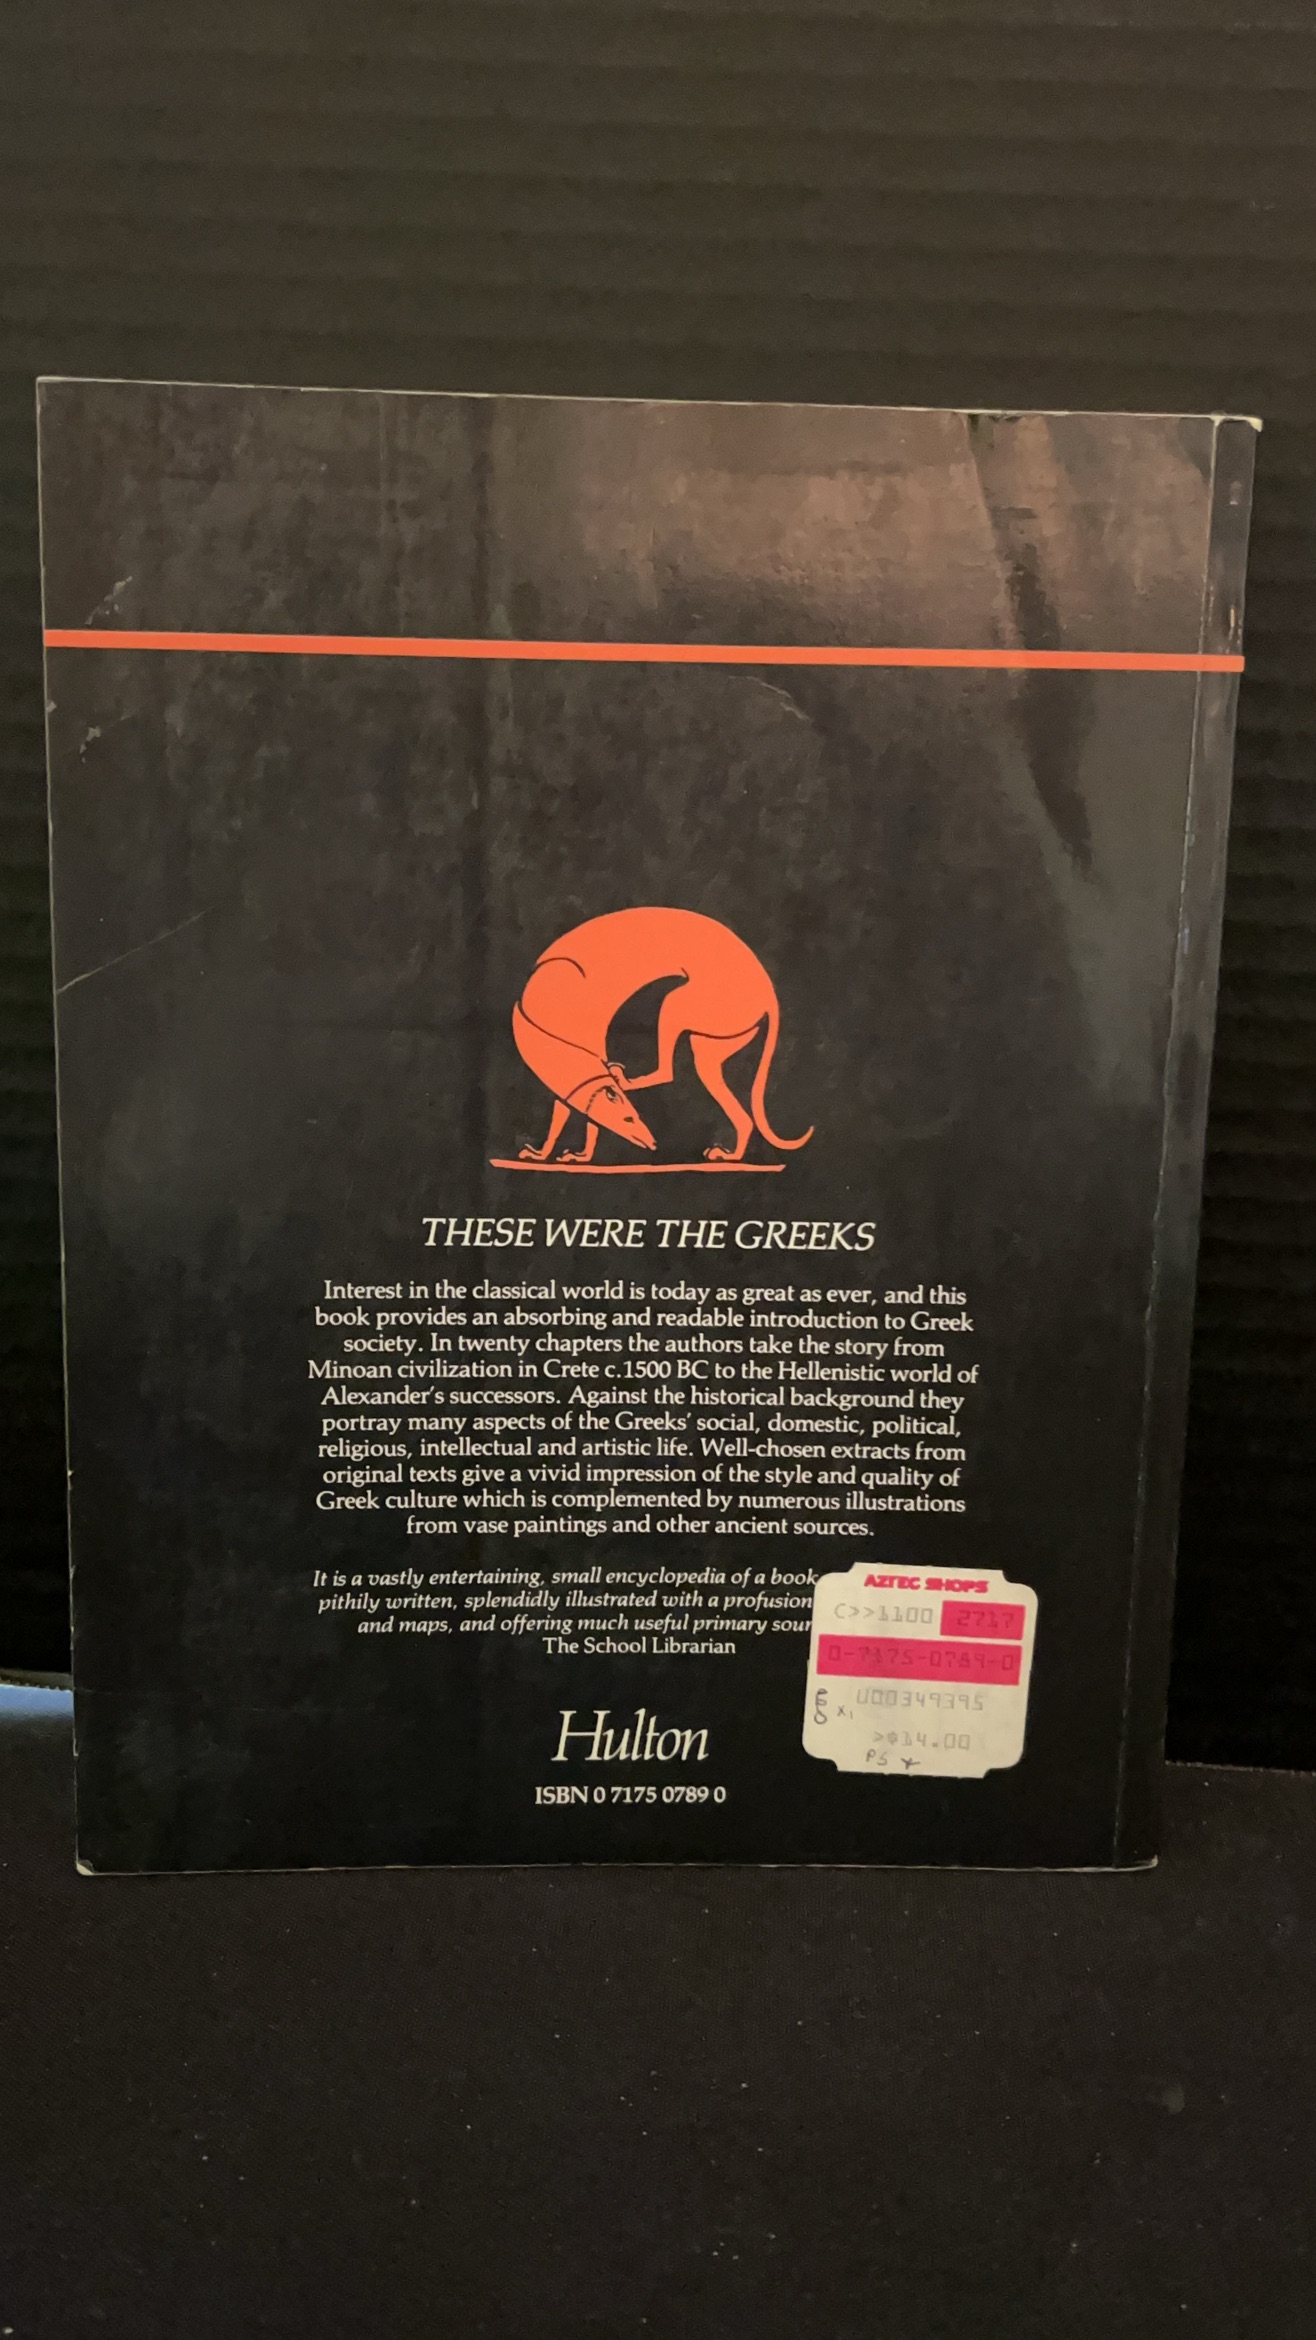 THESE WERE THE GREEKS
Interest in the classical world is today as great as ever, and this
book provides an absorbing and readable introduction to Greek
society. In twenty chapters the authors take the story from
Minoan civilization in Crete c.1500 BC to the Hellenistic world of
Alexander's successors. Against the historical background they
portray many aspects of the Greeks' social, domestic, political,
religious, intellectual and artistic life. Well-chosen extracts from
original texts give a vivid impression of the style and quality of
Greek culture which is complemented by numerous illustrations
from vase paintings and other ancient sources.
It is a vastly entertaining, small encyclopedia of a book
pithily written, splendidly illustrated with a profusion
and maps, and offering much useful primary sour
The School Librarian
AZTEC SHOPS
C>>1100 2717
0-7175-0789-0
U00349395
X1
>$14.00
PS
Hulton
ISBN 0 7175 0789 0